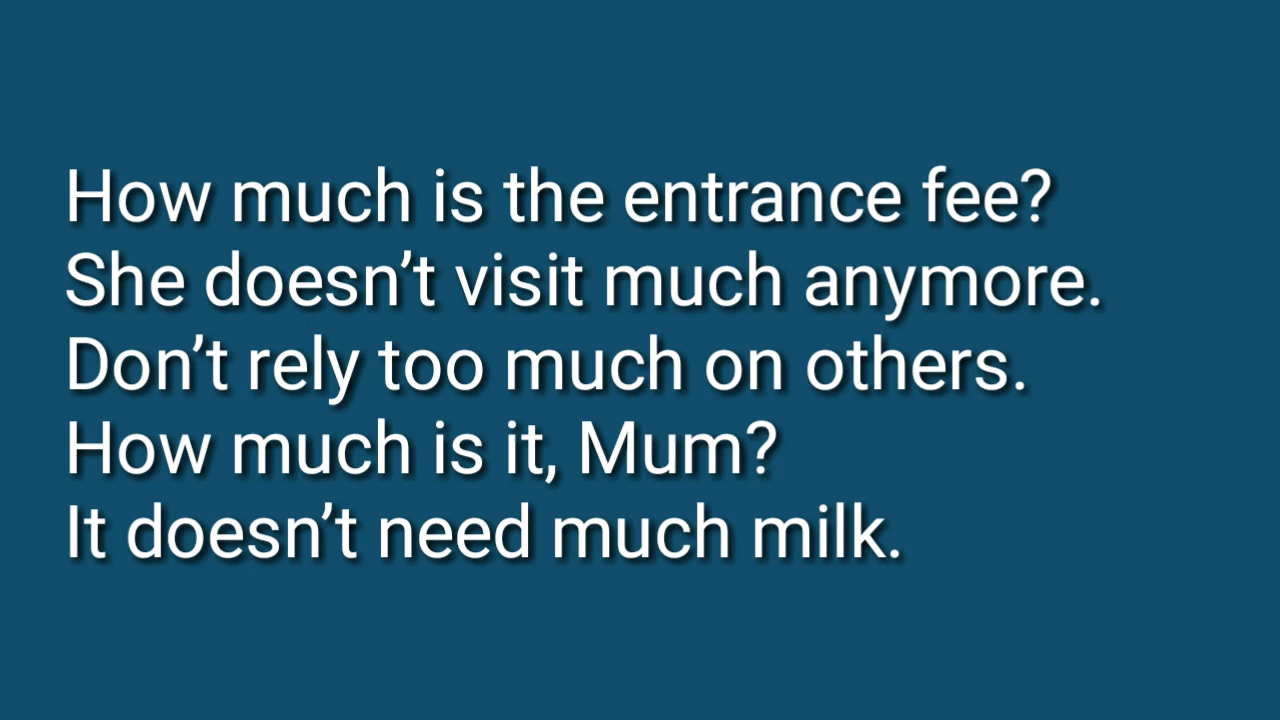 How much is the entrance fee?
She doesn’t visit much anymore.
Don’t rely too much on others.
How much is it, Mum?
It doesn’t need much milk.